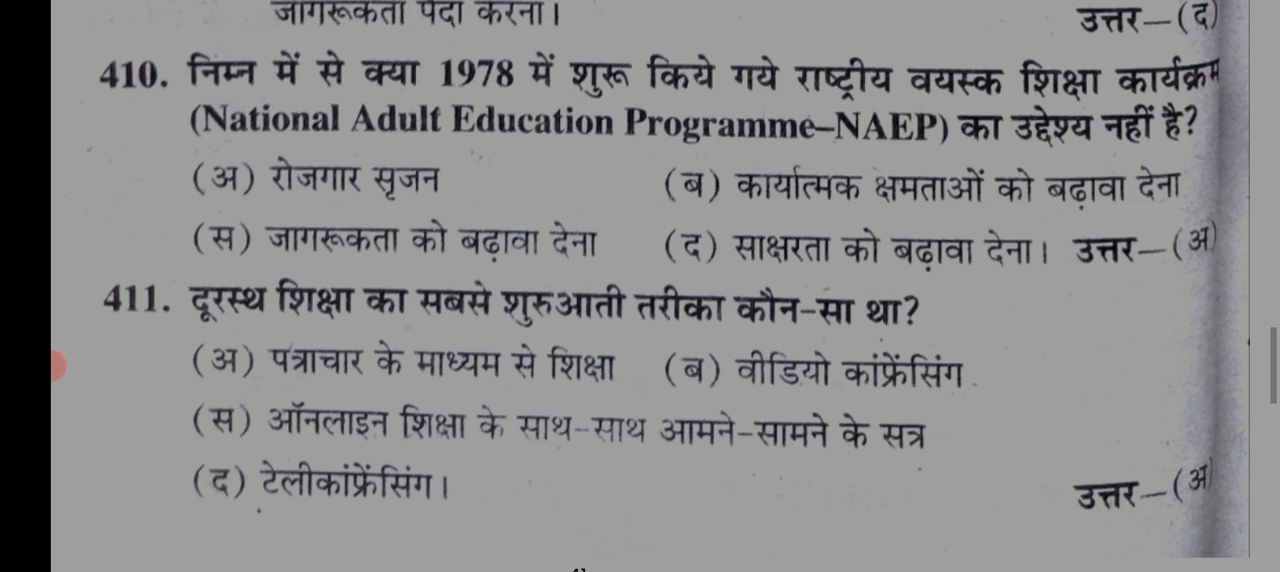 जागरूकता पैदा करना। उत्तर–(द)
410. निम्न में से क्या 1978 में शुरू किये गये राष्ट्रीय वयस्क शिक्षा कार्यक्रम
(National Adult Education Programme–NAEP) का उद्देश्य नहीं है?
(अ) रोजगार सृजन (ब) कार्यात्मक क्षमताओं को बढ़ावा देना
(स) जागरूकता को बढ़ावा देना (द) साक्षरता को बढ़ावा देना। उत्तर–(अ)
411. दूरस्थ शिक्षा का सबसे शुरुआती तरीका कौन-सा था?
(अ) पत्राचार के माध्यम से शिक्षा (ब) वीडियो कांफ्रेंसिंग
(स) ऑनलाइन शिक्षा के साथ-साथ आमने-सामने के सत्र
(द) टेलीकांफ्रेंसिंग। उत्तर–(अ)